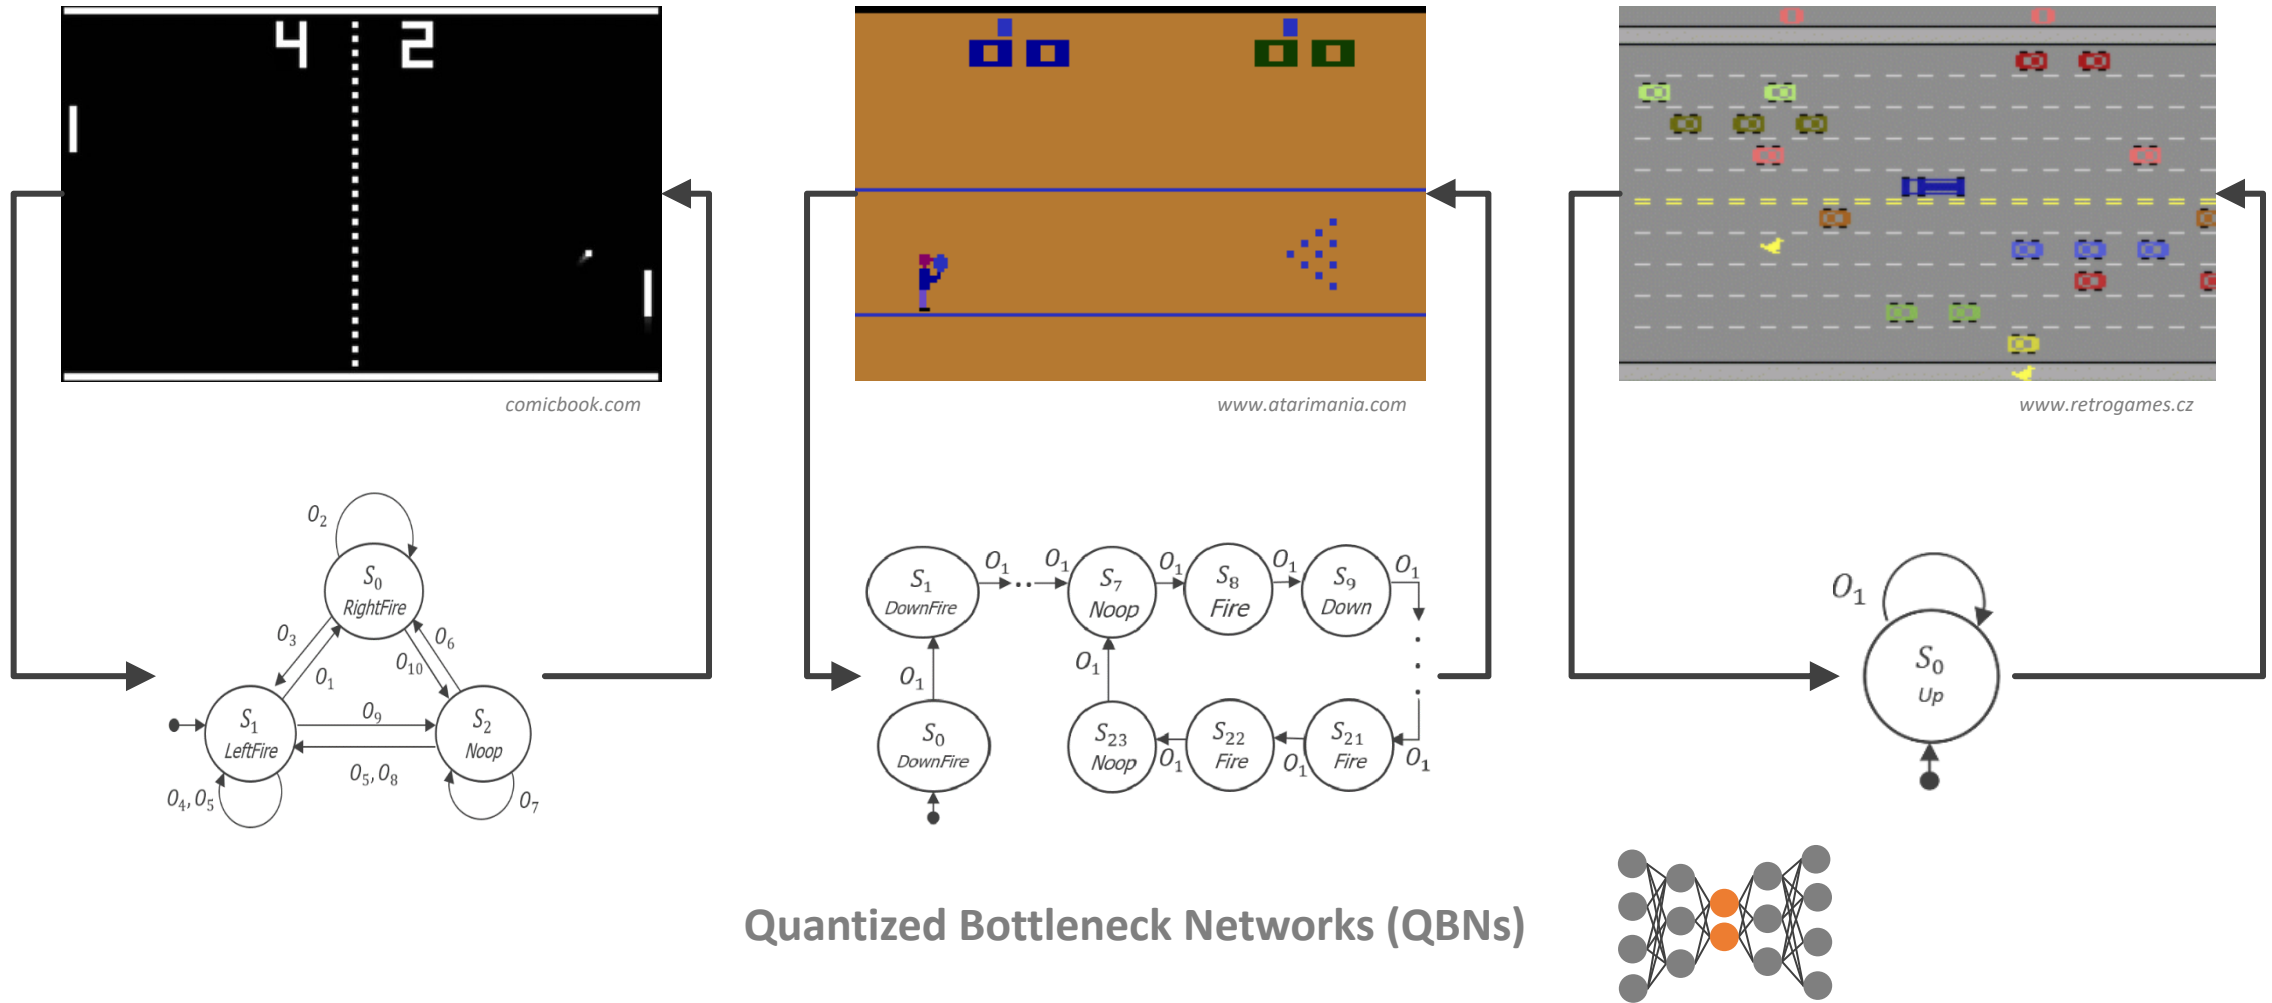 4 2
comicbook.com
www.atarimania.com
www.retrogames.cz
O₂
S₀
RightFire
O₃
O₆
O₁
O₁₀
S₁
LeftFire
O₉
S₂
Noop
O₅,O₈
O₄,O₅
O₇
S₁
DownFire
O₁
..
O₁
S₇
Noop
O₁
S₈
Fire
O₁
S₉
Down
O₁
O₁
O₁
S₀
DownFire
S₂₃
Noop
O₁
S₂₂
Fire
O₁
S₂₁
Fire
O₁
O₁
S₀
Up
Quantized Bottleneck Networks (QBNs)